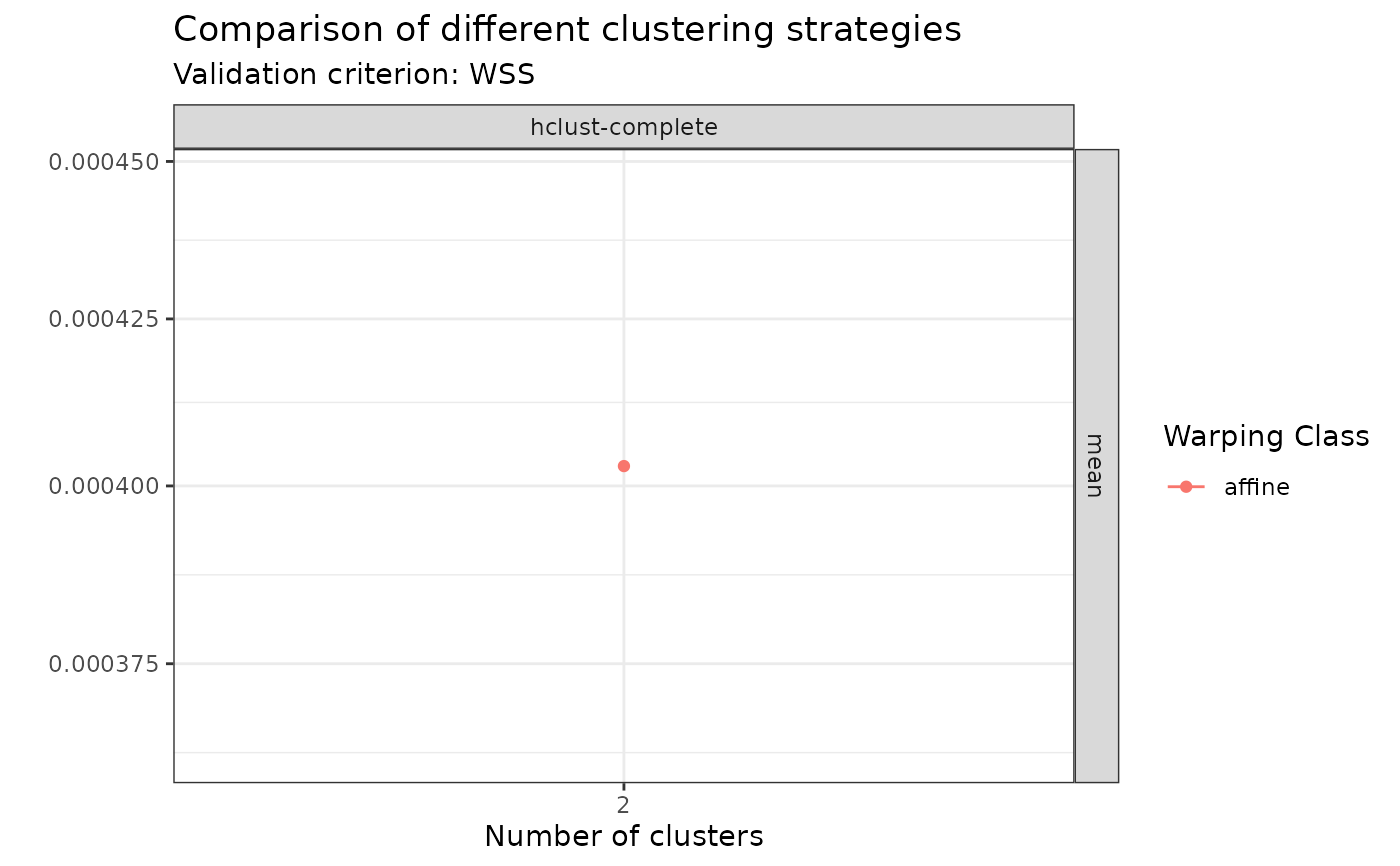 Comparison of different clustering strategies
Validation criterion: WSS
hclust-complete
0.000450
0.000425
0.000400
0.000375
mean
Warping Class
affine
2
Number of clusters